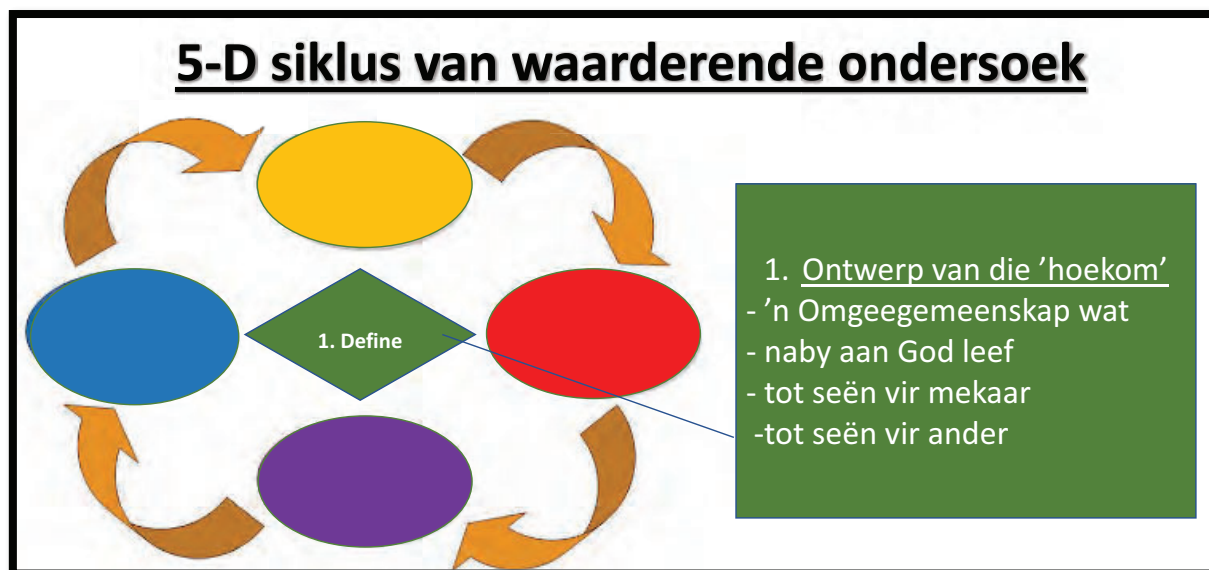 5-D siklus van waarderende ondersoek
1. Define
1. Ontwerp van die ’hoekom’
- ’n Omgeegemeenskap wat
- naby aan God leef
- tot seën vir mekaar
-tot seën vir ander